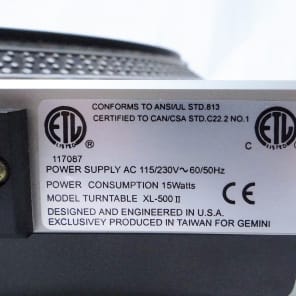 CONFORMS TO ANSI/UL STD.813
CERTIFIED TO CAN/CSA STD.C22.2 NO.1
ETL
LISTED
C ETL
LISTED
117087
POWER SUPPLY AC 115/230V~60/50Hz
POWER CONSUMPTION 15Watts
MODEL TURNTABLE XL-500 II
CE
DESIGNED AND ENGINEERED IN U.S.A.
EXCLUSIVEY PRODUCED IN TAIWAN FOR GEMINI